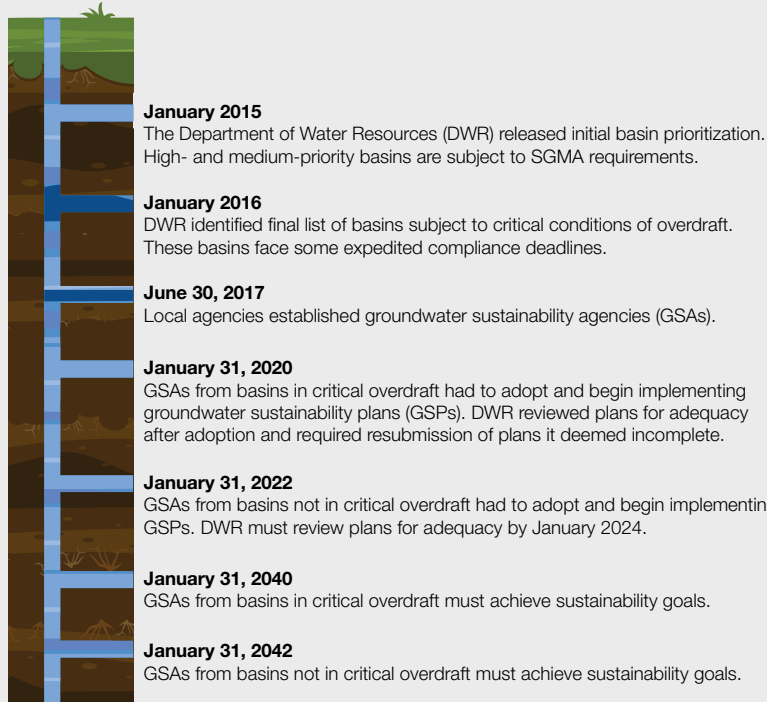 January 2015
The Department of Water Resources (DWR) released initial basin prioritization.
High- and medium-priority basins are subject to SGMA requirements.
January 2016
DWR identified final list of basins subject to critical conditions of overdraft.
These basins face some expedited compliance deadlines.
June 30, 2017
Local agencies established groundwater sustainability agencies (GSAs).
January 31, 2020
GSAs from basins in critical overdraft had to adopt and begin implementing
groundwater sustainability plans (GSPs). DWR reviewed plans for adequacy
after adoption and required resubmission of plans it deemed incomplete.
January 31, 2022
GSAs from basins not in critical overdraft had to adopt and begin implementin
GSPs. DWR must review plans for adequacy by January 2024.
January 31, 2040
GSAs from basins in critical overdraft must achieve sustainability goals.
January 31, 2042
GSAs from basins not in critical overdraft must achieve sustainability goals.